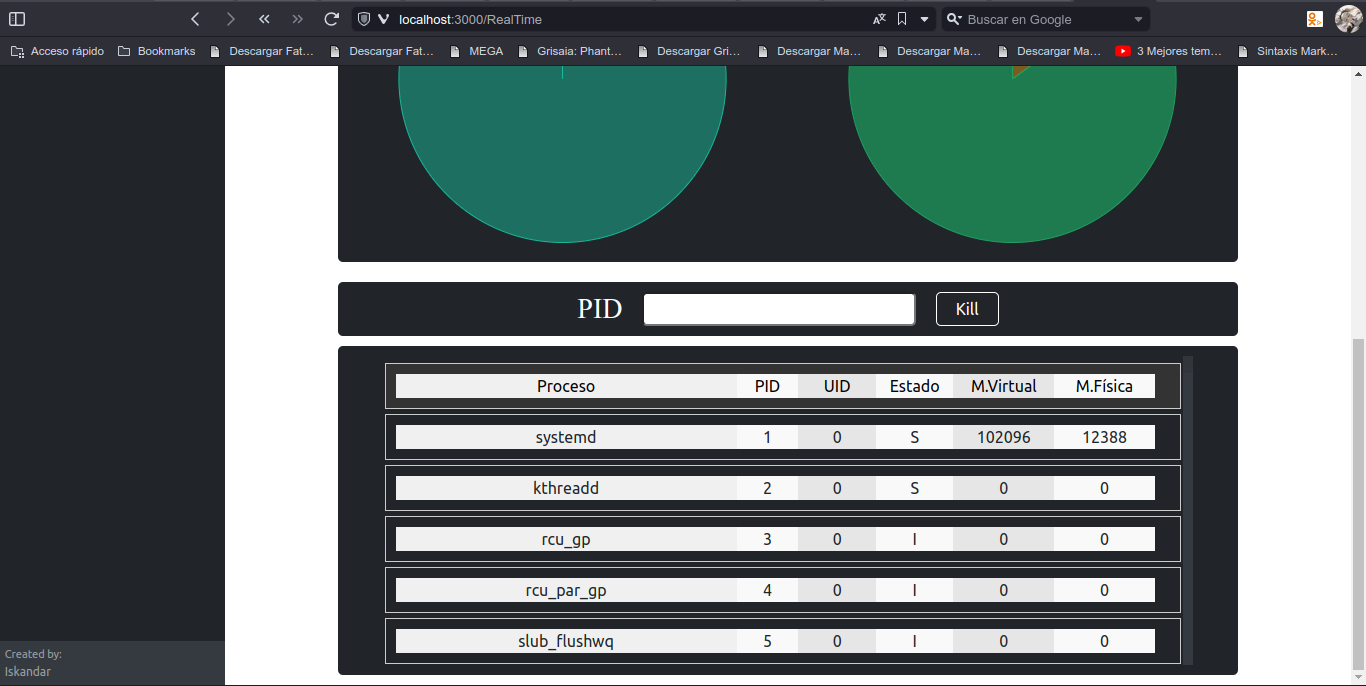 localhost:3000/RealTime
Buscar en Google
Acceso rápido Bookmarks Descargar Fat... Descargar Fat... MEGA Grisaia: Phant... Descargar Gri... Descargar Ma... Descargar Ma... Descargar Ma... 3 Mejores tem... Sintaxis Mark...
PID Kill
Proceso PID UID Estado M.Virtual M.Física
systemd 1 0 S 102096 12388
kthreadd 2 0 S 0 0
rcu_gp 3 0 I 0 0
rcu_par_gp 4 0 I 0 0
slub_flushwq 5 0 I 0 0
Created by:
Iskandar